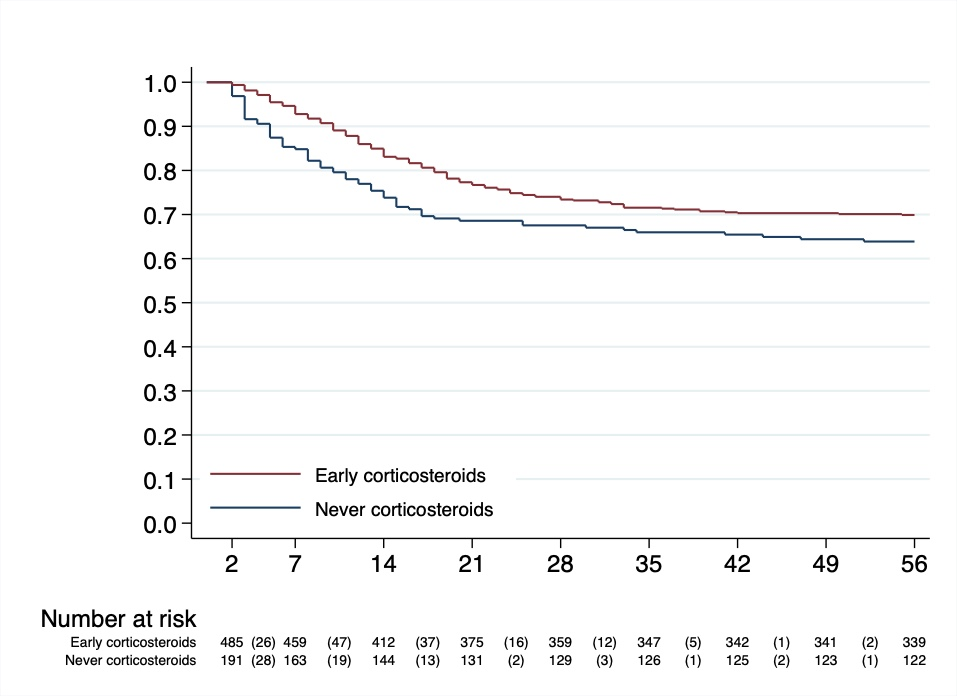 1.0
0.9
0.8
0.7
0.6
0.5
0.4
0.3
0.2
0.1
0.0
Early corticosteroids
Never corticosteroids
2 7 14 21 28 35 42 49 56
Number at risk
Early corticosteroids 485 (26) 459 (47) 412 (37) 375 (16) 359 (12) 347 (5) 342 (1) 341 (2) 339
Never corticosteroids 191 (28) 163 (19) 144 (13) 131 (2) 129 (3) 126 (1) 125 (2) 123 (1) 122